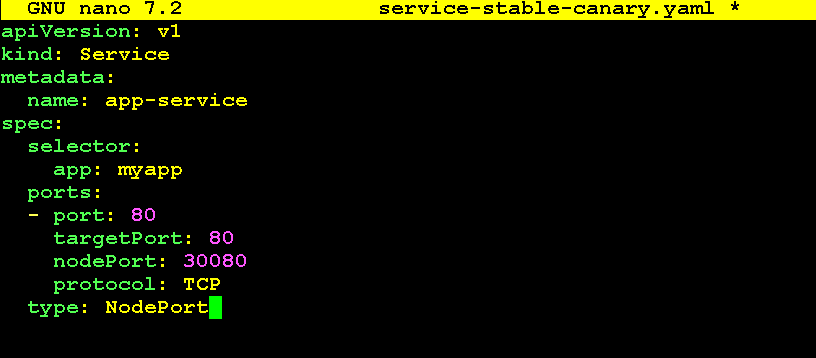 GNU nano 7.2 service-stable-canary.yaml *
apiVersion: v1
kind: Service
metadata:
  name: app-service
spec:
  selector:
    app: myapp
  ports:
  - port: 80
    targetPort: 80
    nodePort: 30080
    protocol: TCP
  type: NodePort